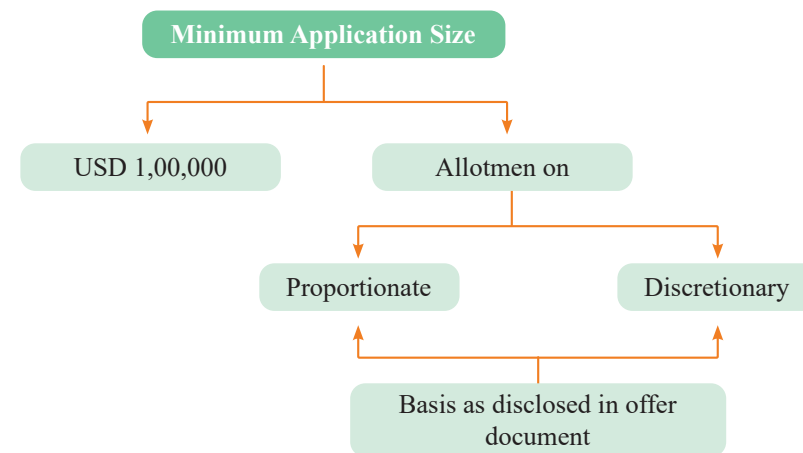 Minimum Application Size
USD 1,00,000
Allotmen on
Proportionate
Discretionary
Basis as disclosed in offer
document